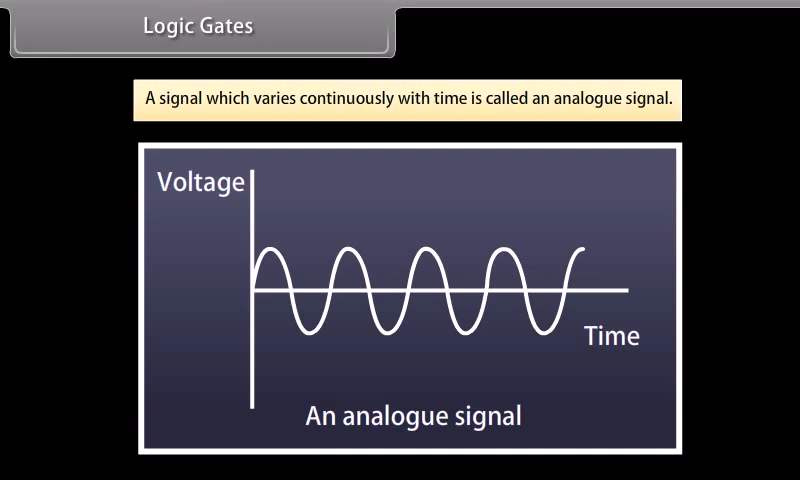 Logic Gates
A signal which varies continuously with time is called an analogue signal.
Voltage
Time
An analogue signal